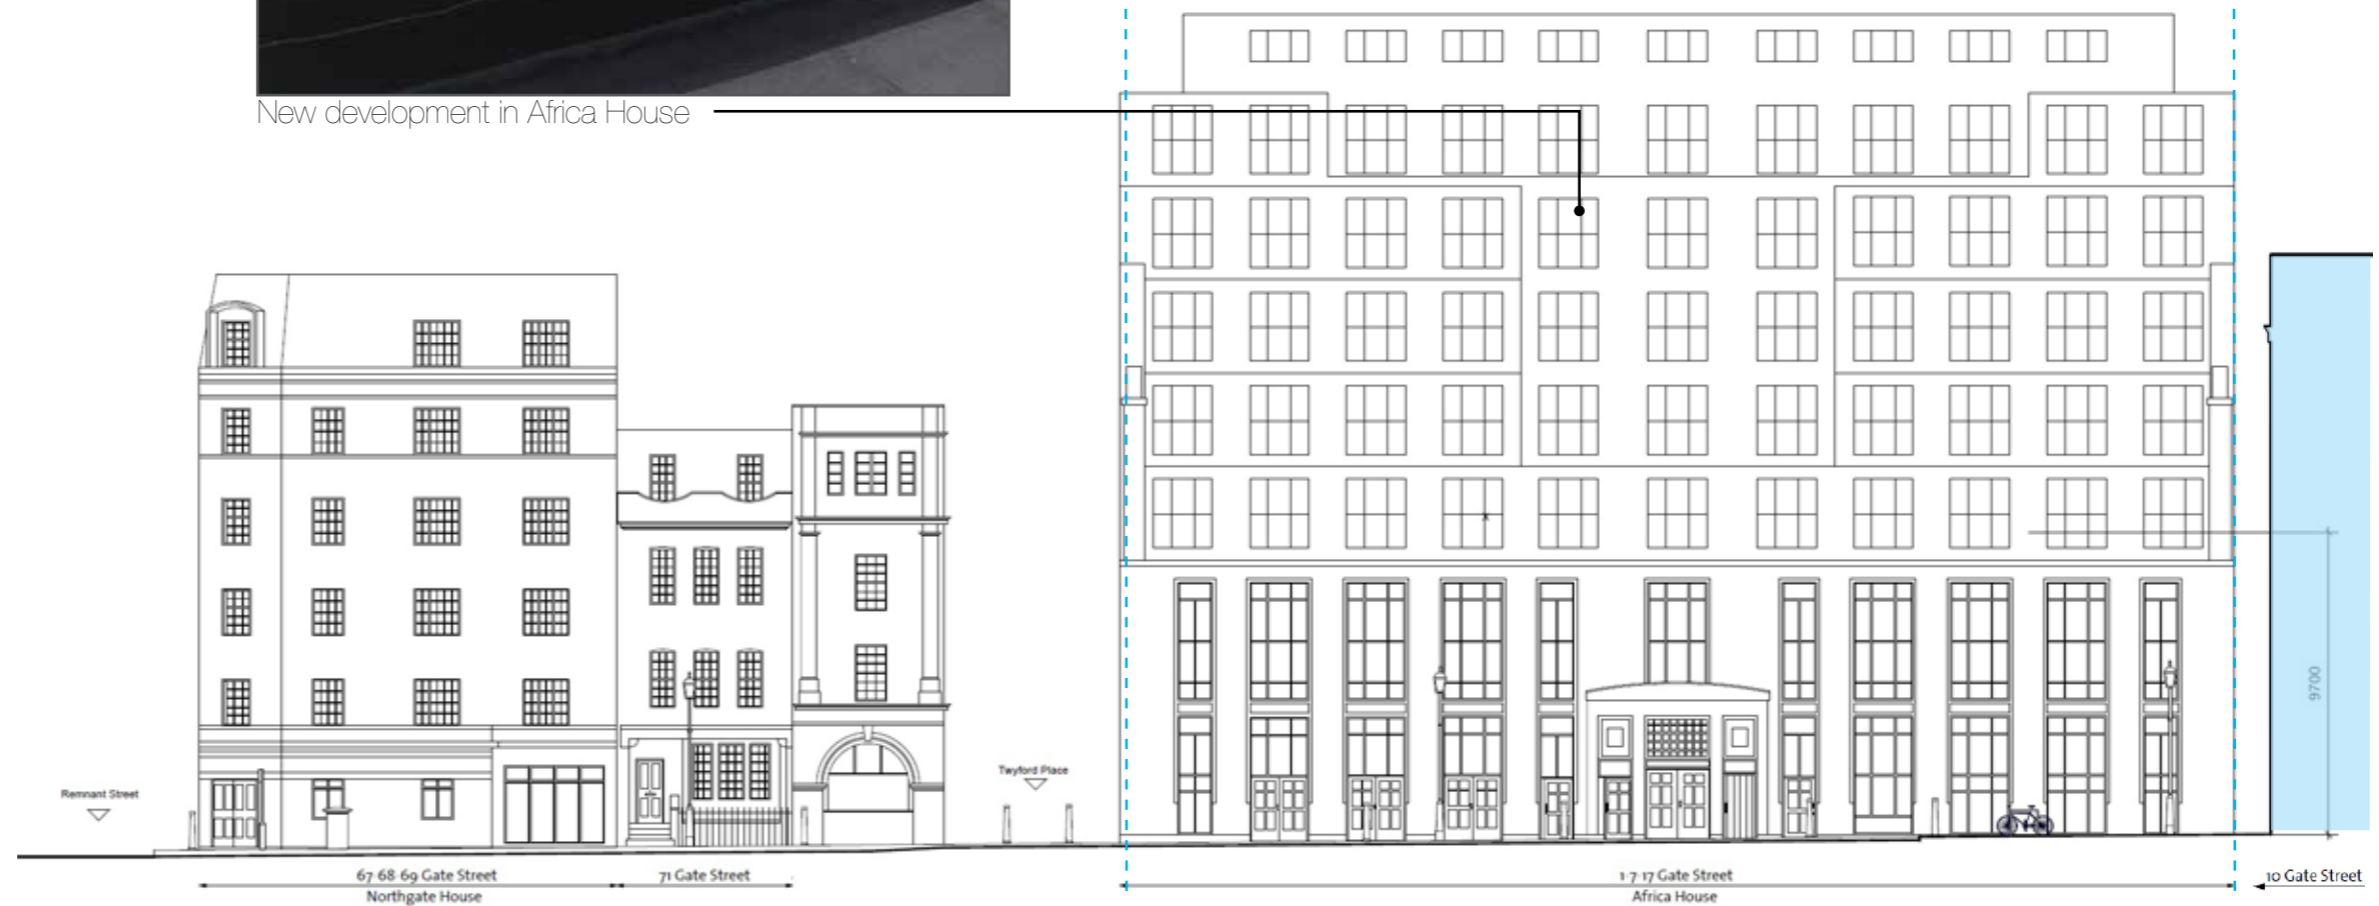 New development in Africa House
Remnant Street
Twyford Place
9700
67-68-69 Gate Street
Northgate House
71 Gate Street
1-7-17 Gate Street
Africa House
10 Gate Street